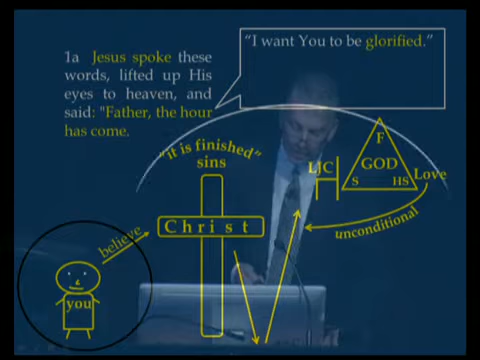 "I want You to be glorified."
1a Jesus spoke these
words, lifted up His
eyes to heaven, and
said: "Father, the hour
has come.
"it is finished"
sins
F
GOD
S HS
LJC
Love
unconditional
Christ
believe
you